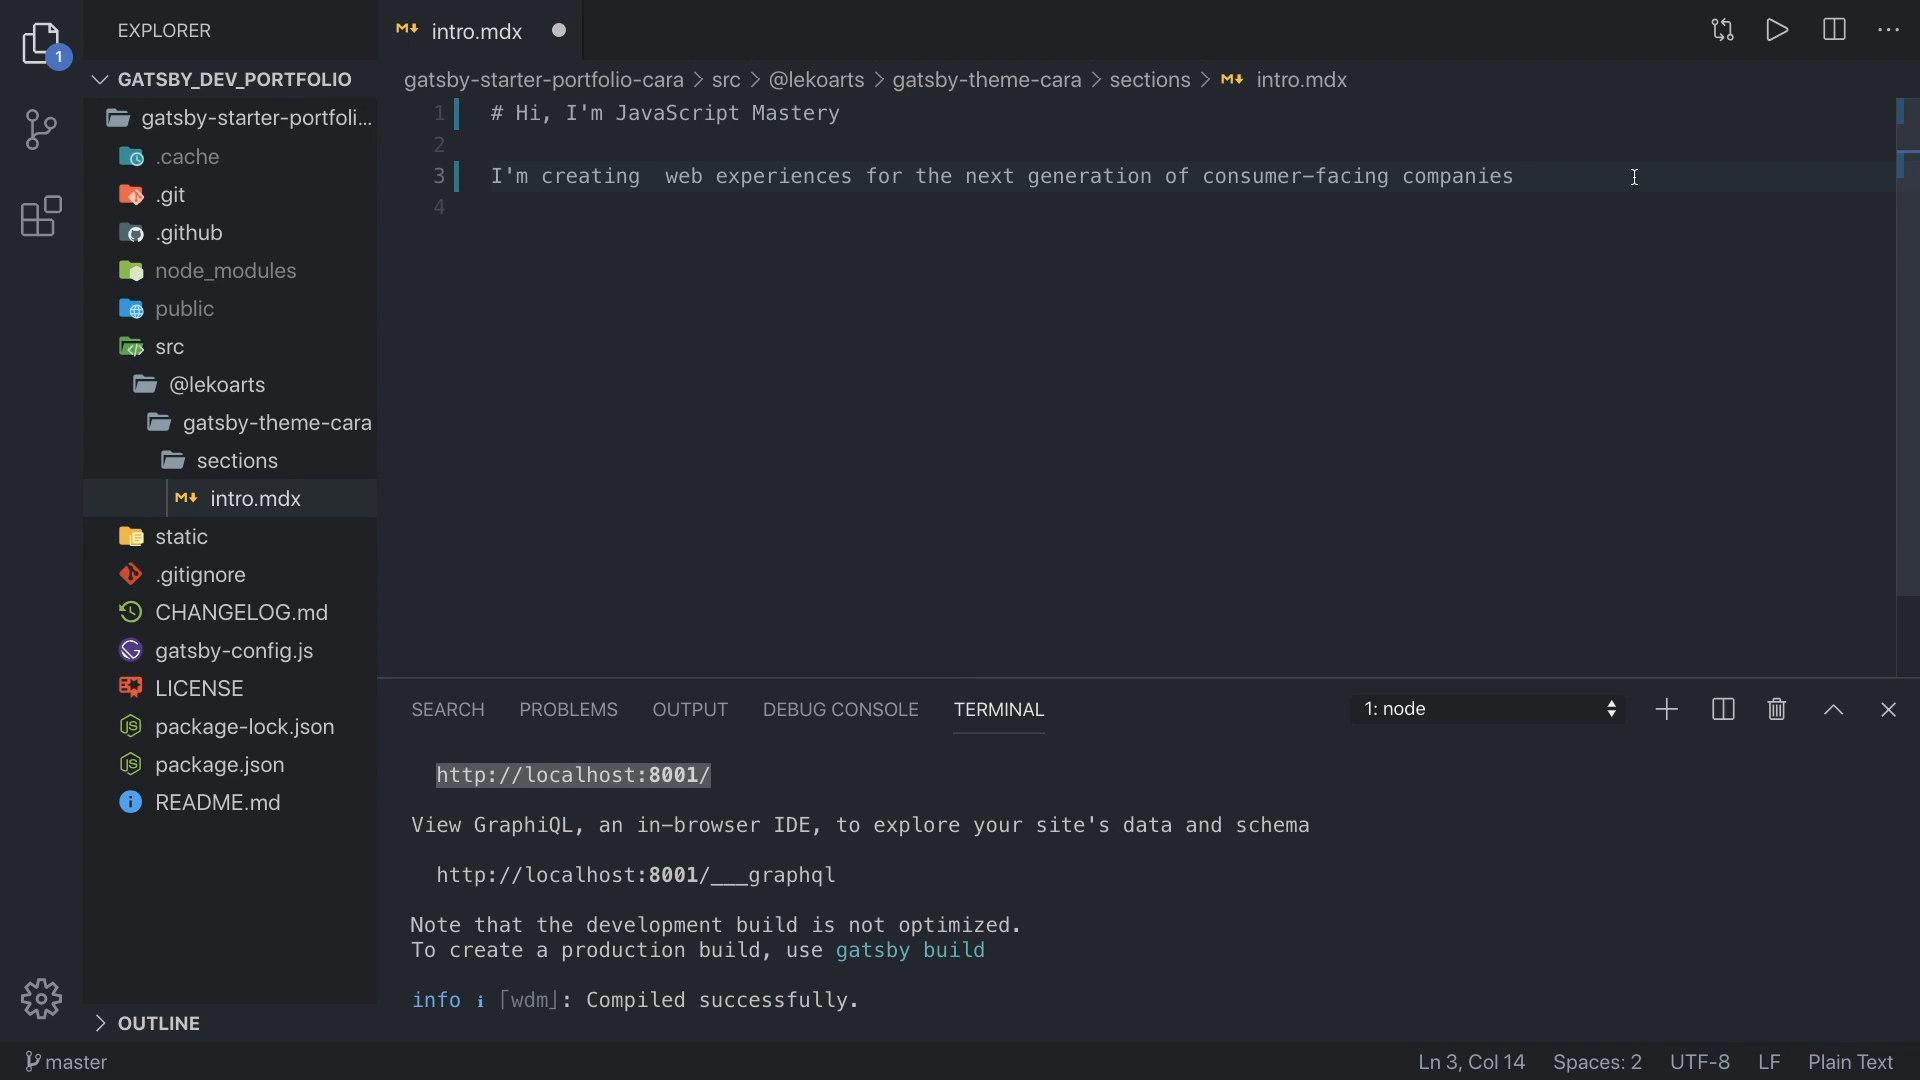 EXPLORER
intro.mdx
1
GATSBY_DEV_PORTFOLIO
gatsby-starter-portfolio-cara > src > @lekoarts > gatsby-theme-cara > sections > intro.mdx
gatsby-starter-portfoli...
.cache
.git
.github
node_modules
public
src
@lekoarts
gatsby-theme-cara
sections
intro.mdx
static
.gitignore
CHANGELOG.md
gatsby-config.js
LICENSE
package-lock.json
package.json
README.md
OUTLINE
1 # Hi, I'm JavaScript Mastery
2
3 I'm creating  web experiences for the next generation of consumer-facing companies
4
SEARCH PROBLEMS OUTPUT DEBUG CONSOLE TERMINAL 1: node
http://localhost:8001/
View GraphiQL, an in-browser IDE, to explore your site's data and schema
http://localhost:8001/___graphql
Note that the development build is not optimized.
To create a production build, use gatsby build
info ℹ ｢wdm｣: Compiled successfully.
master Ln 3, Col 14 Spaces: 2 UTF-8 LF Plain Text